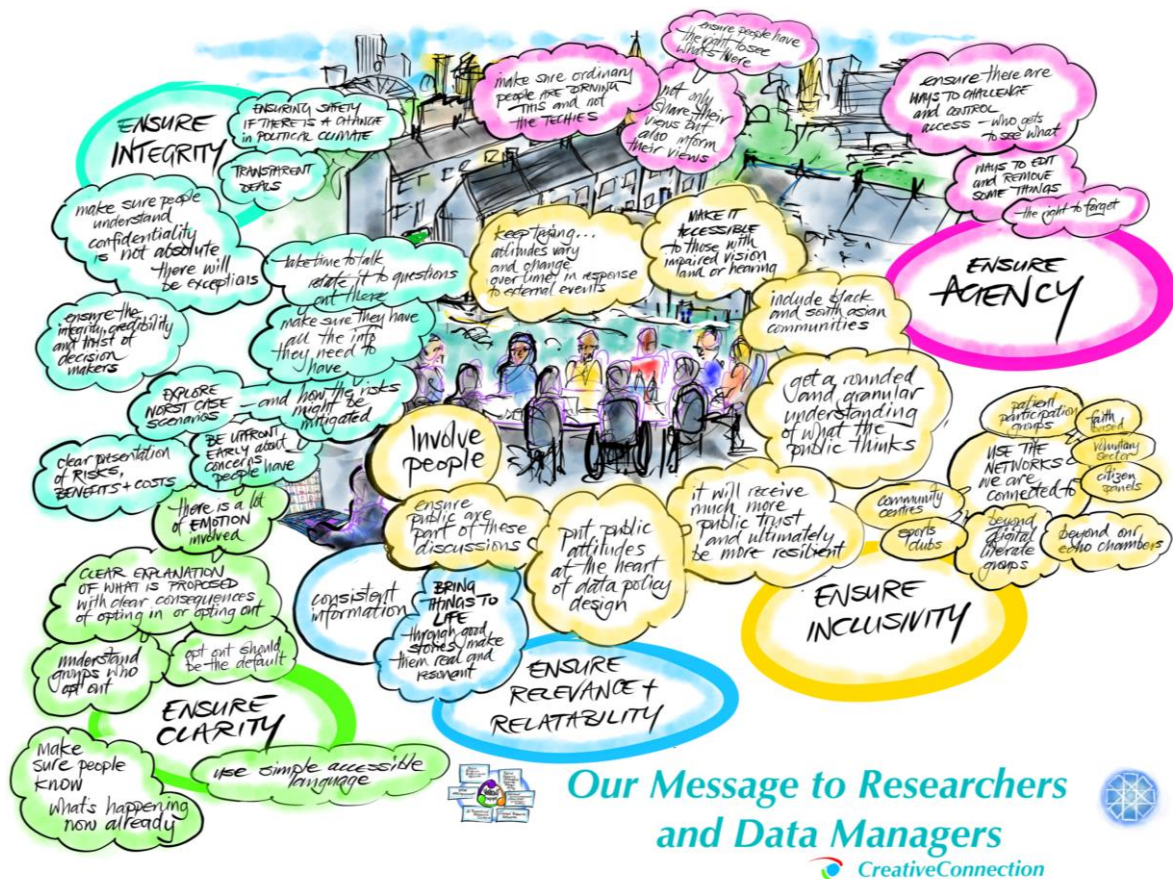 ENSURE
INTEGRITY
ENSURING SAFETY
IF THERE IS A CHANGE
in POLITICAL CLIMATE
TRANSPARENT
DEALS
make sure people
understand
confidentiality
is not absolute
there will
be exceptions
take time to talk
relate it to questions
out there
ensure the
integrity, credibility
and trust of
decision
makers
make sure they have
all the info
they need to
have
EXPLORE
WORST CASE
scenarios
and how the risks
might be
mitigated
clear presentation
of RISKS,
BENEFITS + COSTS
BE UPFRONT
EARLY about
concerns
people have
make sure ordinary
people ARE DRIVING
THIS and not
the TECHIES
ensure people have
the right to see
what's there
not only
share their
views but
also inform
their views
ensure there are
WAYS TO CHALLENGE
and CONTROL
access - who gets
to see what
WAYS TO EDIT
and REMOVE
SOME THINGS
the right to forget
ENSURE
AGENCY
keep trying...
attitudes vary
and change
over time, in response
to external events
MAKE IT
ACCESSIBLE
to those with
impaired vision
and or hearing
include black
and south asian
communities
get a rounded
and granular
understanding
of what the
public thinks
Involve
people
ensure
public are
part of these
discussions
put public
attitudes
at the heart
of data policy
design
it will receive
much more
public trust
and ultimately
be more resilient
patient
participation
groups
faith
based
voluntary
sector
citizen
panels
USE THE
NETWORKS
we are
connected to
community
centres
sports
clubs
beyond
digital
literate
groups
beyond our
echo chambers
ENSURE
INCLUSIVITY
there is a lot
of EMOTION
involved
CLEAR EXPLANATION
OF WHAT IS PROPOSED
with clear consequences
of opting in or opting out
understand
groups who
opt out
opt out should
be the default
ENSURE
CLARITY
Make
sure people
know
what's happening
now already
use simple accessible
language
consistent
information
BRING
THINGS TO
LIFE
through good
stories, make
them real and
resonant
ENSURE
RELEVANCE +
RELATABILITY
Our Message to Researchers
and Data Managers
CreativeConnection